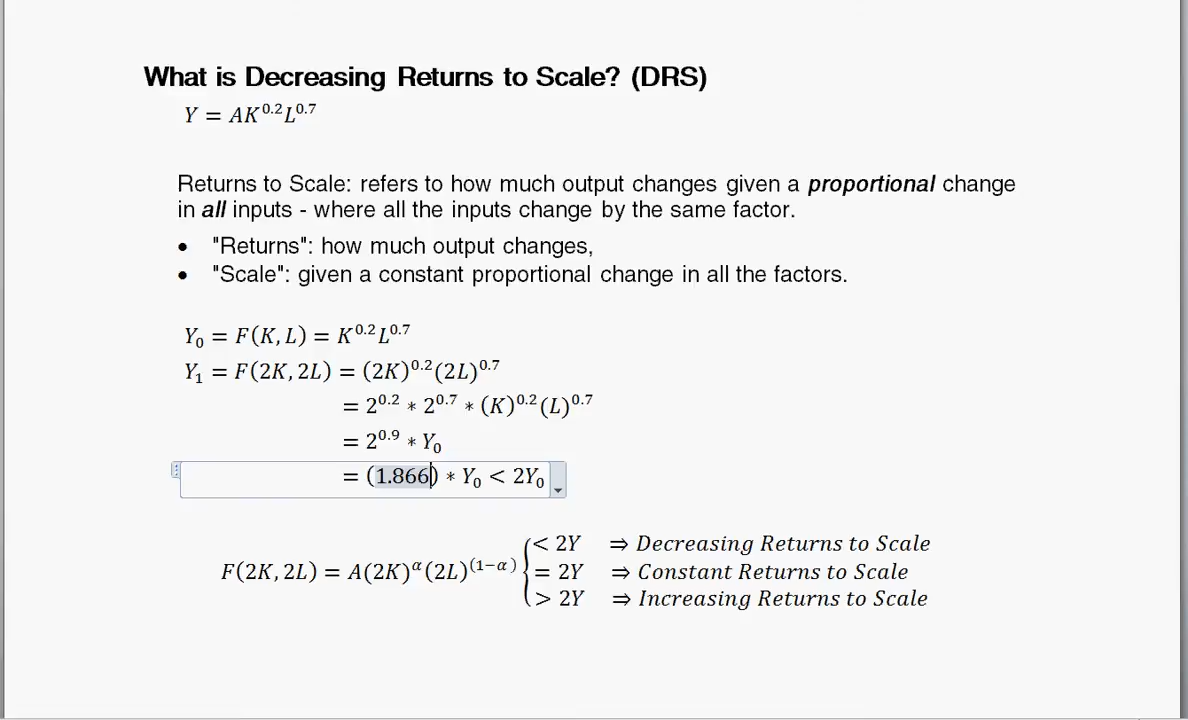 What is Decreasing Returns to Scale? (DRS)
Y = AK^0.2 L^0.7
Returns to Scale: refers to how much output changes given a proportional change
in all inputs - where all the inputs change by the same factor.
• "Returns": how much output changes,
• "Scale": given a constant proportional change in all the factors.
Y₀ = F(K, L) = K^0.2 L^0.7
Y₁ = F(2K, 2L) = (2K)^0.2 (2L)^0.7
= 2^0.2 * 2^0.7 * (K)^0.2 (L)^0.7
= 2^0.9 * Y₀
= (1.866) * Y₀ < 2Y₀
< 2Y ⇒ Decreasing Returns to Scale
F(2K, 2L) = A(2K)^α (2L)^(1−α) { = 2Y ⇒ Constant Returns to Scale
> 2Y ⇒ Increasing Returns to Scale